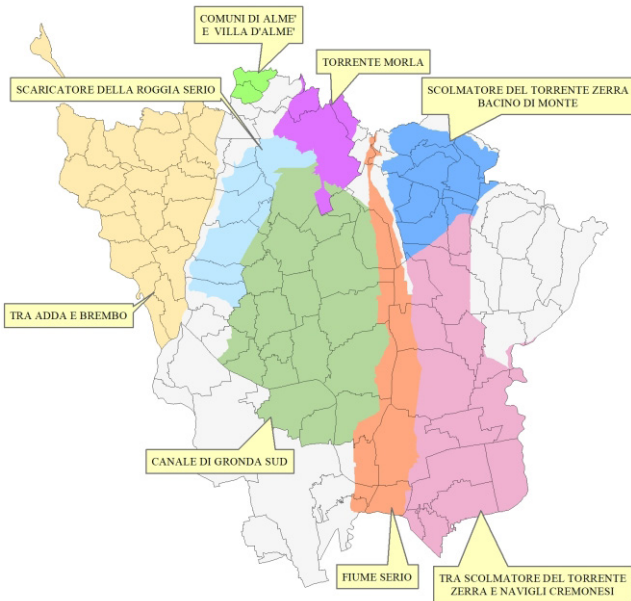 COMUNI DI ALME'
E VILLA D'ALME'
TORRENTE MORLA
SCARICATORE DELLA ROGGIA SERIO
SCOLMATORE DEL TORRENTE ZERRA
BACINO DI MONTE
TRA ADDA E BREMBO
CANALE DI GRONDA SUD
FIUME SERIO
TRA SCOLMATORE DEL TORRENTE
ZERRA E NAVIGLI CREMONESI